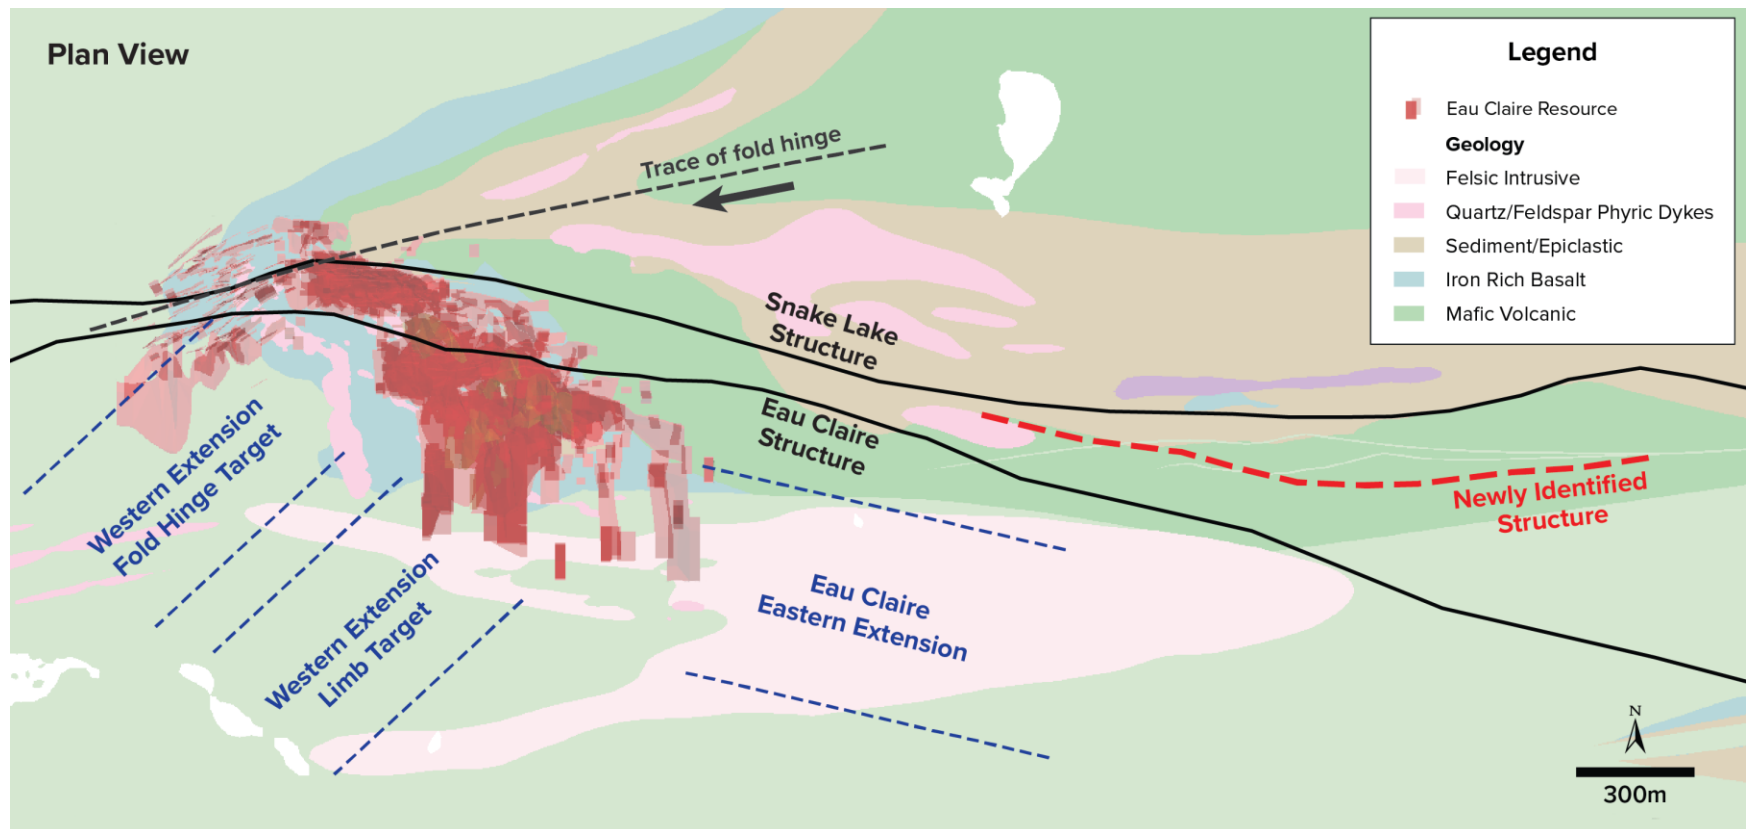 Plan View
Trace of fold hinge
Snake Lake
Structure
Eau Claire
Structure
Newly Identified
Structure
Western Extension
Fold Hinge Target
Western Extension
Limb Target
Eau Claire
Eastern Extension
Legend
Eau Claire Resource
Geology
Felsic Intrusive
Quartz/Feldspar Phyric Dykes
Sediment/Epiclastic
Iron Rich Basalt
Mafic Volcanic
N
300m